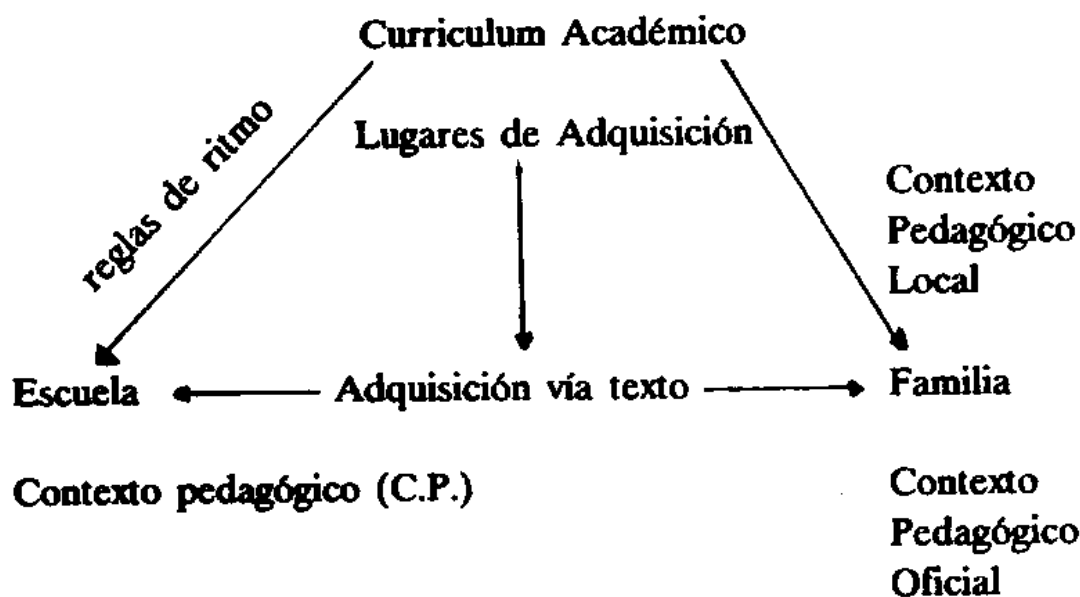 Curriculum Académico
Lugares de Adquisición
reglas de ritmo
Contexto
Pedagógico
Local
Escuela
Adquisición vía texto
Familia
Contexto pedagógico (C.P.)
Contexto
Pedagógico
Oficial